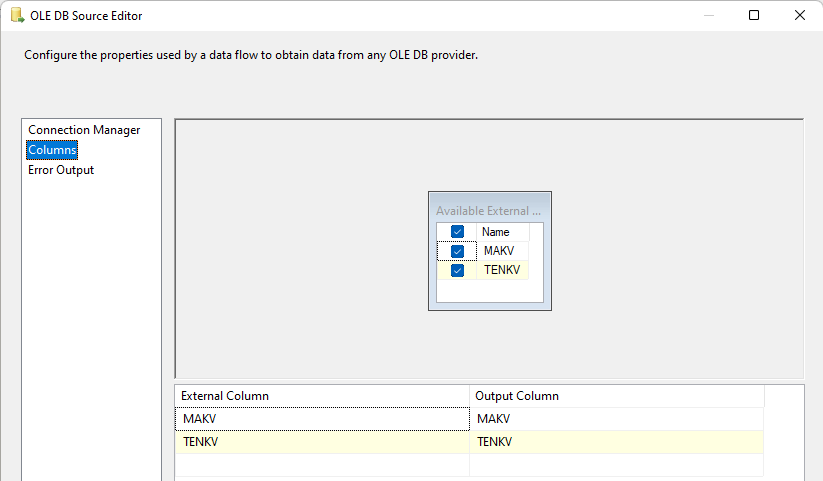 OLE DB Source Editor
Configure the properties used by a data flow to obtain data from any OLE DB provider.
Connection Manager
Columns
Error Output
Available External ...
Name
MAKV
TENKV
External Column Output Column
MAKV MAKV
TENKV TENKV